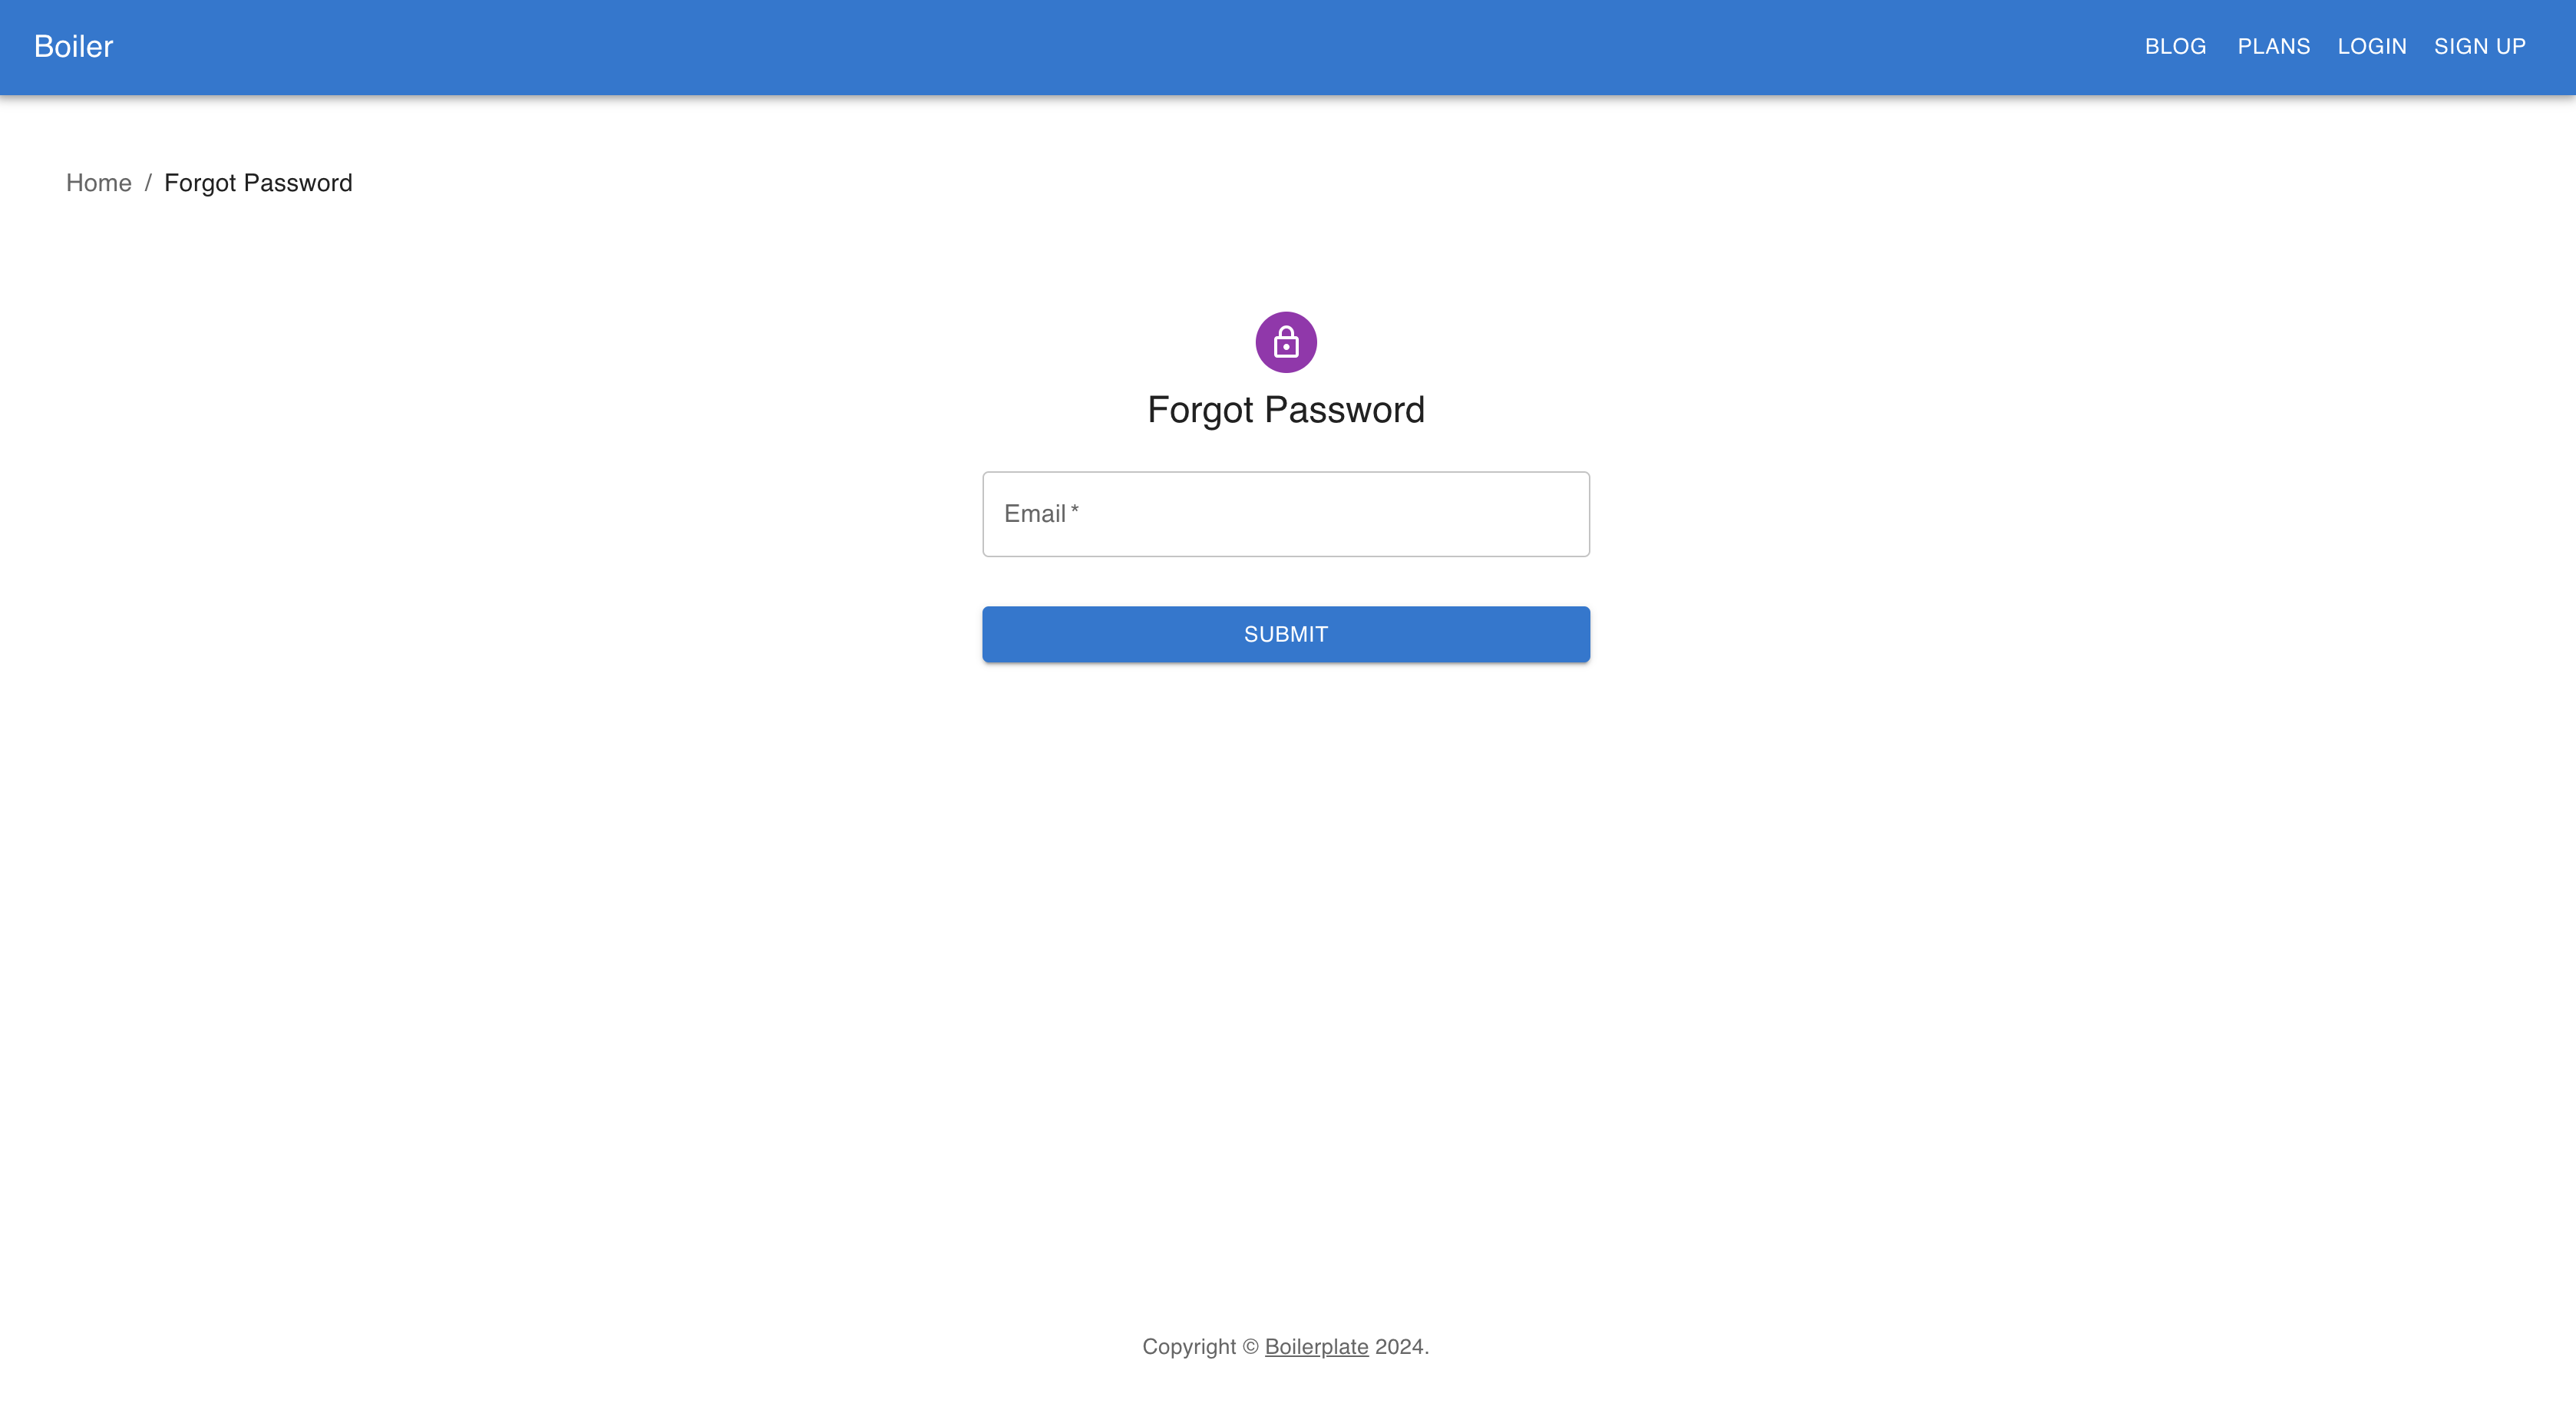 Boiler
BLOG PLANS LOGIN SIGN UP
Home / Forgot Password
Forgot Password
Email *
SUBMIT
Copyright © Boilerplate 2024.